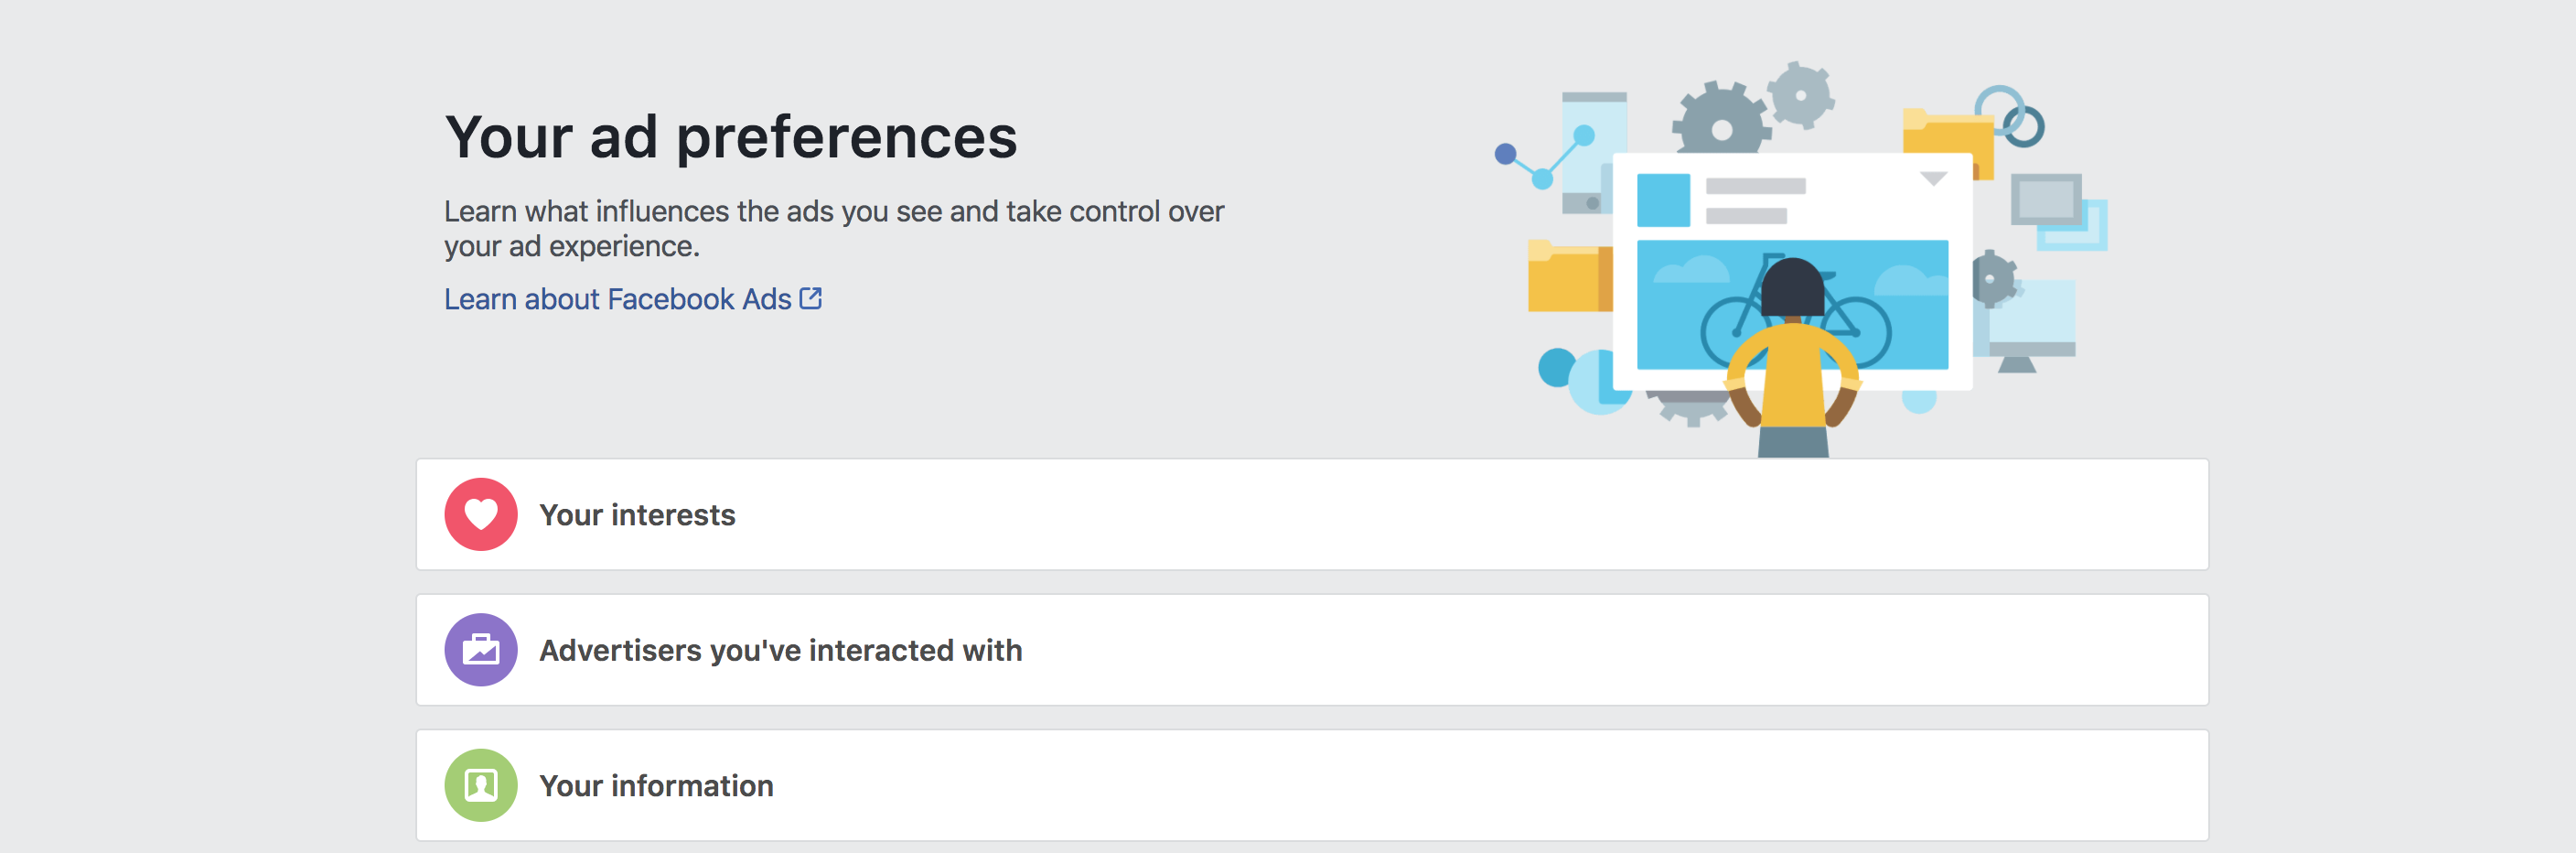 Your ad preferences
Learn what influences the ads you see and take control over
your ad experience.
Learn about Facebook Ads
Your interests
Advertisers you've interacted with
Your information